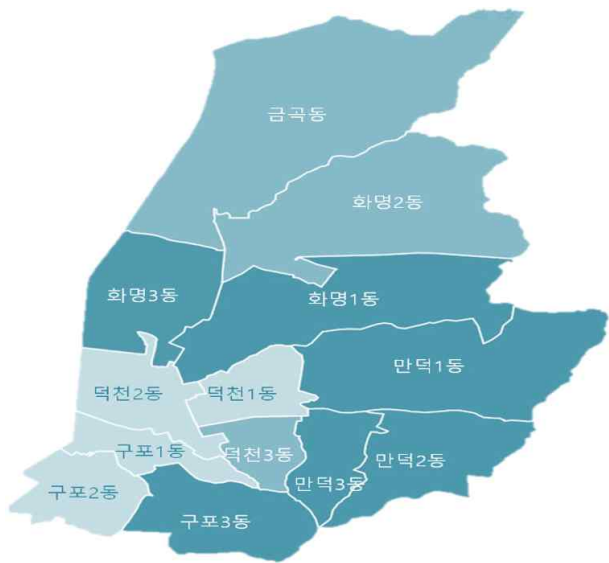 금곡동
화명2동
화명3동
화명1동
만덕1동
덕천2동
덕천1동
구포1동
덕천3동
만덕2동
만덕3동
구포2동
구포3동